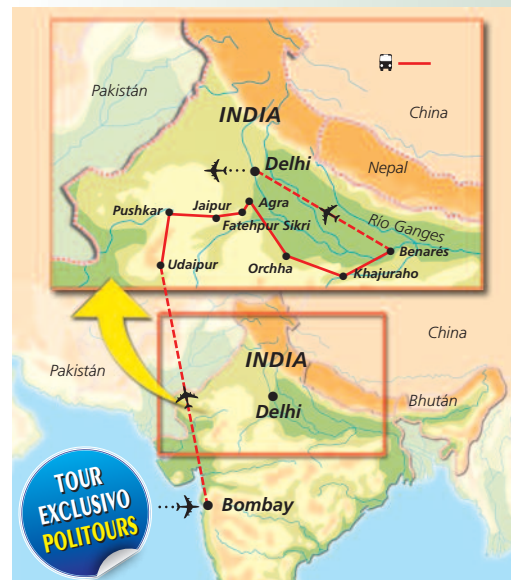 Pakistán
China
INDIA
Delhi
Nepal
Agra
Jaipur
Pushkar
Fatehpur Sikri
Río Ganges
Benarés
Udaipur
Orchha
Khajuraho
China
INDIA
Pakistán
Bhután
Delhi
TOUR
EXCLUSIVO
POLITOURS
Bombay